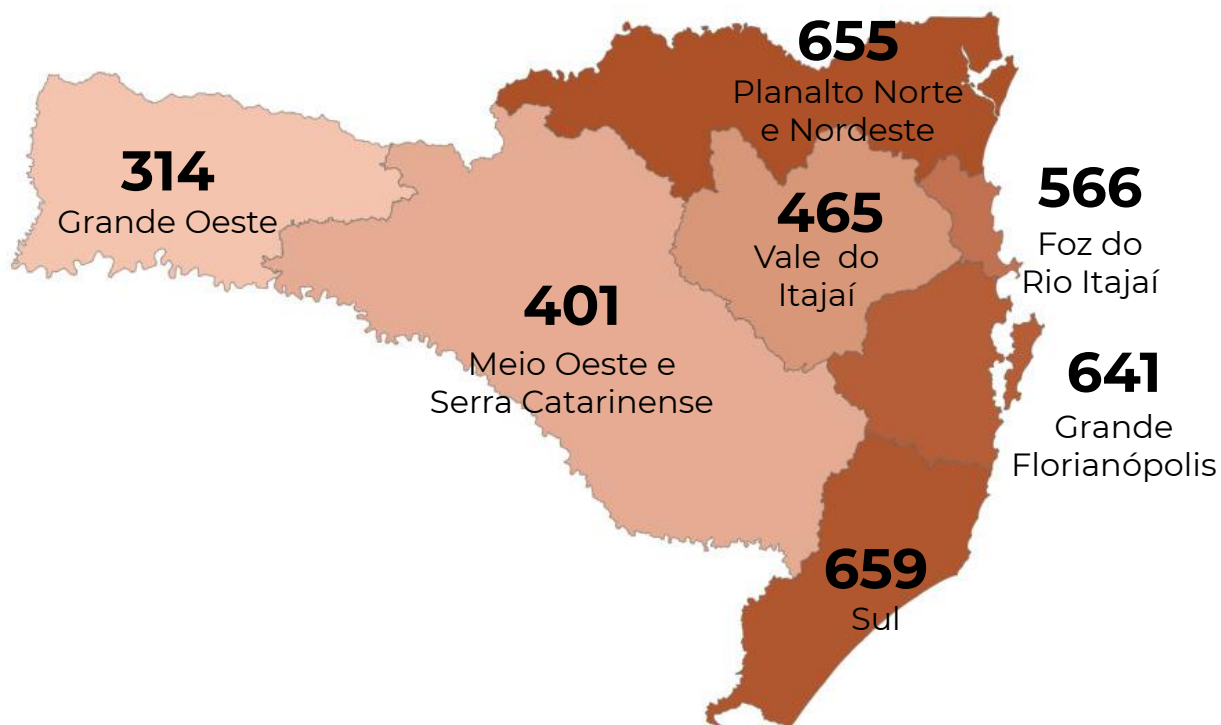 655
Planalto Norte
e Nordeste
314
Grande Oeste
465
Vale do
Itajaí
566
Foz do
Rio Itajaí
401
Meio Oeste e
Serra Catarinense
641
Grande
Florianópolis
659
Sul